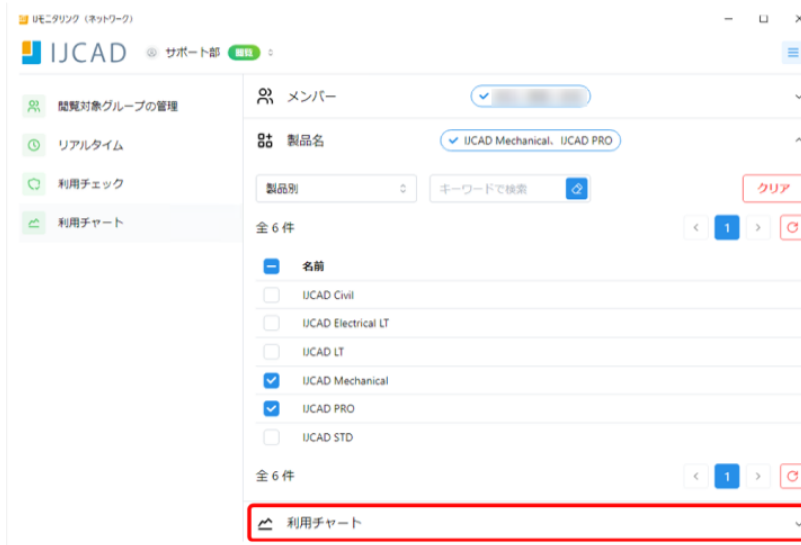 IJモニタリング (ネットワーク)
IJCAD サポート部 閲覧
閲覧対象グループの管理
リアルタイム
利用チェック
利用チャート
メンバー
製品名 IJCAD Mechanical、IJCAD PRO
製品別 キーワードで検索 クリア
全 6 件 1
名前
IJCAD Civil
IJCAD Electrical LT
IJCAD LT
IJCAD Mechanical
IJCAD PRO
IJCAD STD
全 6 件 1
利用チャート